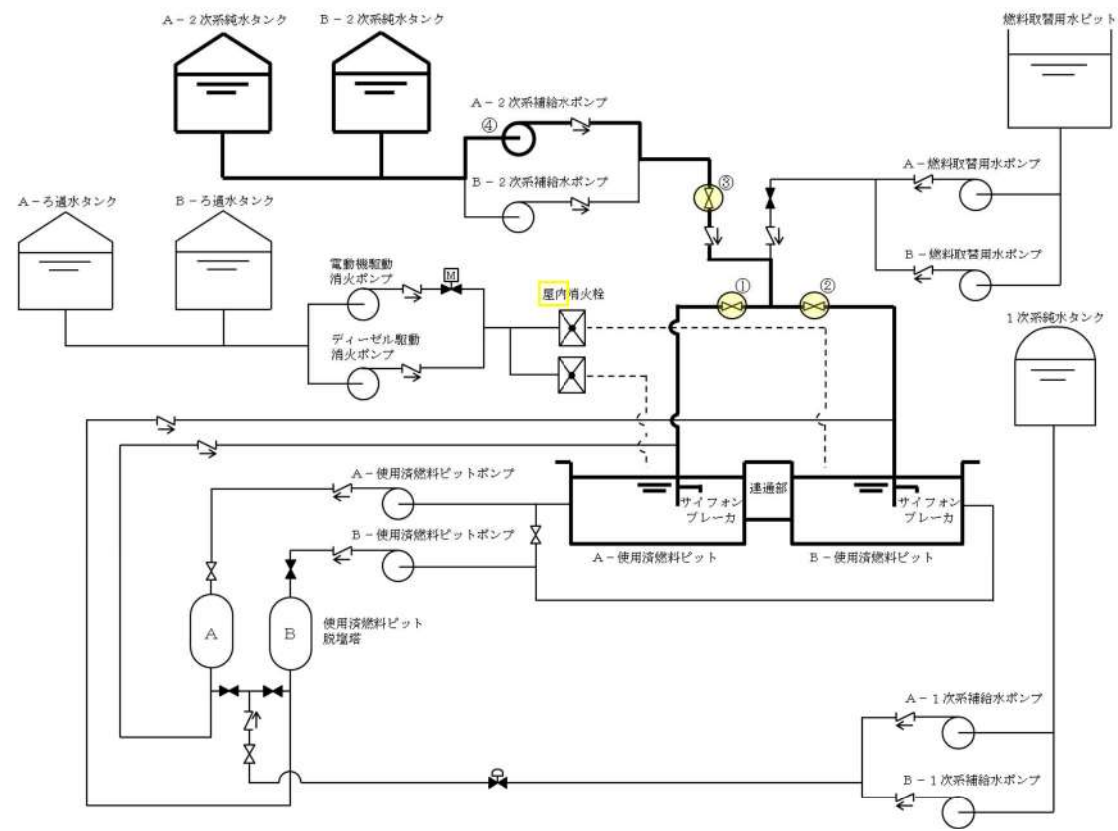 A－2次系純水タンク
B－2次系純水タンク
燃料取替用水ピット
A－2次系補給水ポンプ
④
B－2次系補給水ポンプ
③
A－燃料取替用水ポンプ
B－燃料取替用水ポンプ
A－ろ過水タンク
B－ろ過水タンク
電動機駆動
消火ポンプ
M
屋内消火栓
①
②
1次系純水タンク
ディーゼル駆動
消火ポンプ
A－使用済燃料ピットポンプ
連通部
サイフォン
ブレーカ
サイフォン
ブレーカ
B－使用済燃料ピットポンプ
A－使用済燃料ピット
B－使用済燃料ピット
A
B
使用済燃料ピット
脱塩塔
A－1次系補給水ポンプ
B－1次系補給水ポンプ